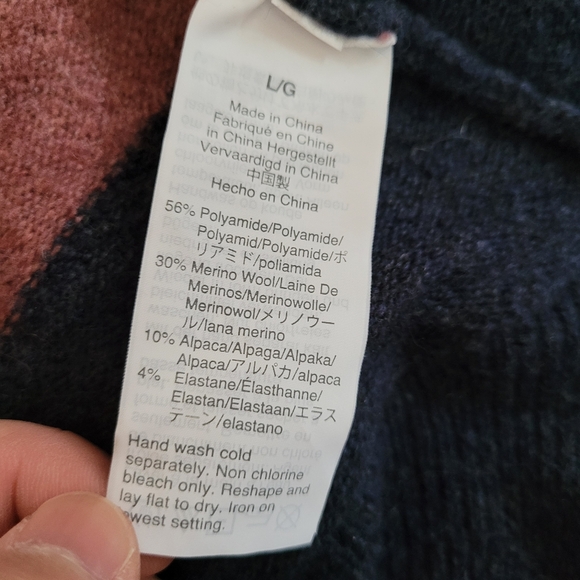 L/G
Made in China
Fabriqué en Chine
in China Hergestellt
Vervaardigd in China
中国製
Hecho en China
56% Polyamide/Polyamide/
Polyamid/Polyamide/ポ
リアミド/poliamida
30% Merino Wool/Laine De
Merinos/Merinowolle/
Merinowol/メリノウー
ル/lana merino
10% Alpaca/Alpaga/Alpaka/
Alpaca/アルパカ/alpaca
4% Elastane/Élasthanne/
Elastan/Elastaan/エラス
テーン/elastano
Hand wash cold
separately. Non chlorine
bleach only. Reshape and
lay flat to dry. Iron on
setting.